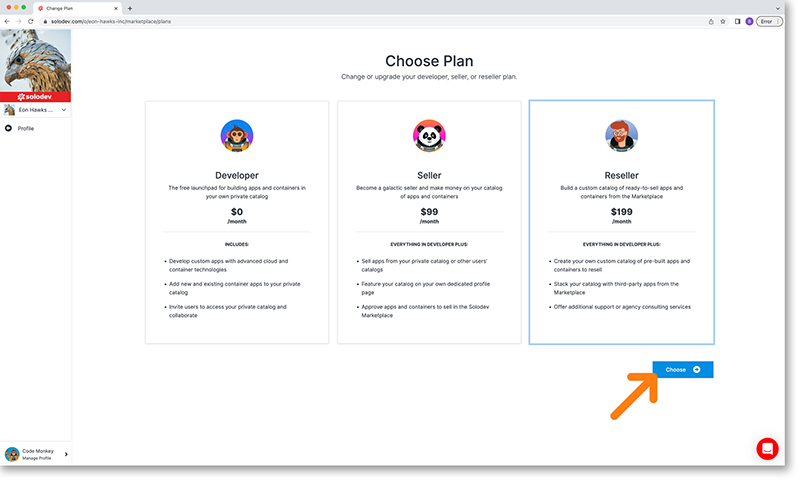 Change Plan
solodev.com/o/eon-hawks-inc/marketplace/plans
Error
solodev
Eon Hawks ...
Profile
Choose Plan
Change or upgrade your developer, seller, or reseller plan.
Developer
The free launchpad for building apps and containers in
your own private catalog
$0
/month
INCLUDES:
• Develop custom apps with advanced cloud and
container technologies
• Add new and existing container apps to your private
catalog
• Invite users to access your private catalog and
collaborate
Seller
Become a galactic seller and make money on your catalog
of apps and containers
$99
/month
EVERYTHING IN DEVELOPER PLUS:
• Sell apps from your private catalog or other users'
catalogs
• Feature your catalog on your own dedicated profile
page
• Approve apps and containers to sell in the Solodev
Marketplace
Reseller
Build a custom catalog of ready-to-sell apps and
containers from the Marketplace
$199
/month
EVERYTHING IN DEVELOPER PLUS:
• Create your own custom catalog of pre-built apps and
containers to resell
• Stack your catalog with third-party apps from the
Marketplace
• Offer additional support or agency consulting services
Choose
Code Monkey
Manage Profile